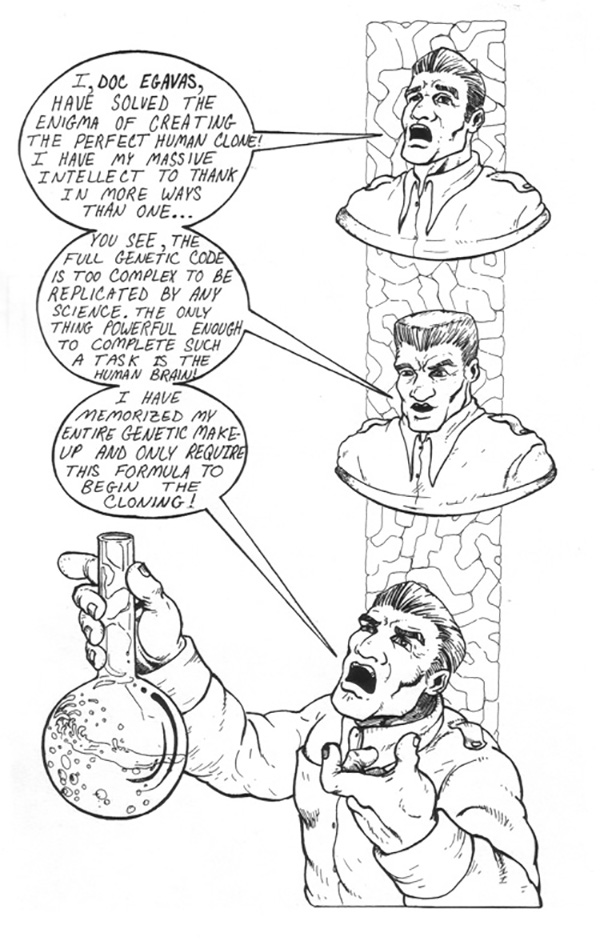 I, DOC EGAVAS,
HAVE SOLVED THE
ENIGMA OF CREATING
THE PERFECT HUMAN CLONE!
I HAVE MY MASSIVE
INTELLECT TO THANK
IN MORE WAYS
THAN ONE...
YOU SEE, THE
FULL GENETIC CODE
IS TOO COMPLEX TO BE
REPLICATED BY ANY
SCIENCE. THE ONLY
THING POWERFUL ENOUGH
TO COMPLETE SUCH
A TASK IS THE
HUMAN BRAIN!
I HAVE
MEMORIZED MY
ENTIRE GENETIC MAKE-
UP AND ONLY REQUIRE
THIS FORMULA TO
BEGIN THE
CLONING!